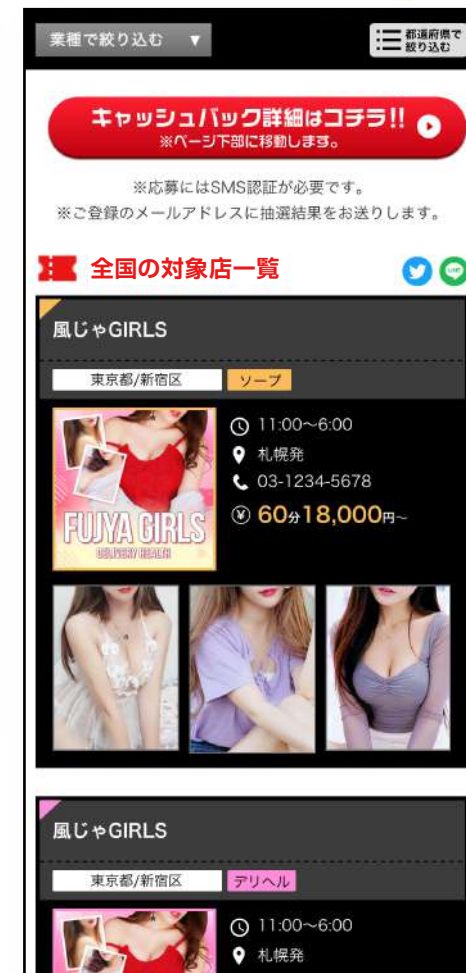 業種で絞り込む ▼
都道府県で
絞り込む
キャッシュバック詳細はコチラ!!
※ページ下部に移動します。
※応募にはSMS認証が必要です。
※ご登録のメールアドレスに抽選結果をお送りします。
全国の対象店一覧
LINE
風じゃGIRLS
東京都/新宿区 ソープ
11:00〜6:00
札幌発
03-1234-5678
¥ 60分18,000円〜
FUJYA GIRLS
DELIVERY HEALTH
風じゃGIRLS
東京都/新宿区 デリヘル
11:00〜6:00
札幌発